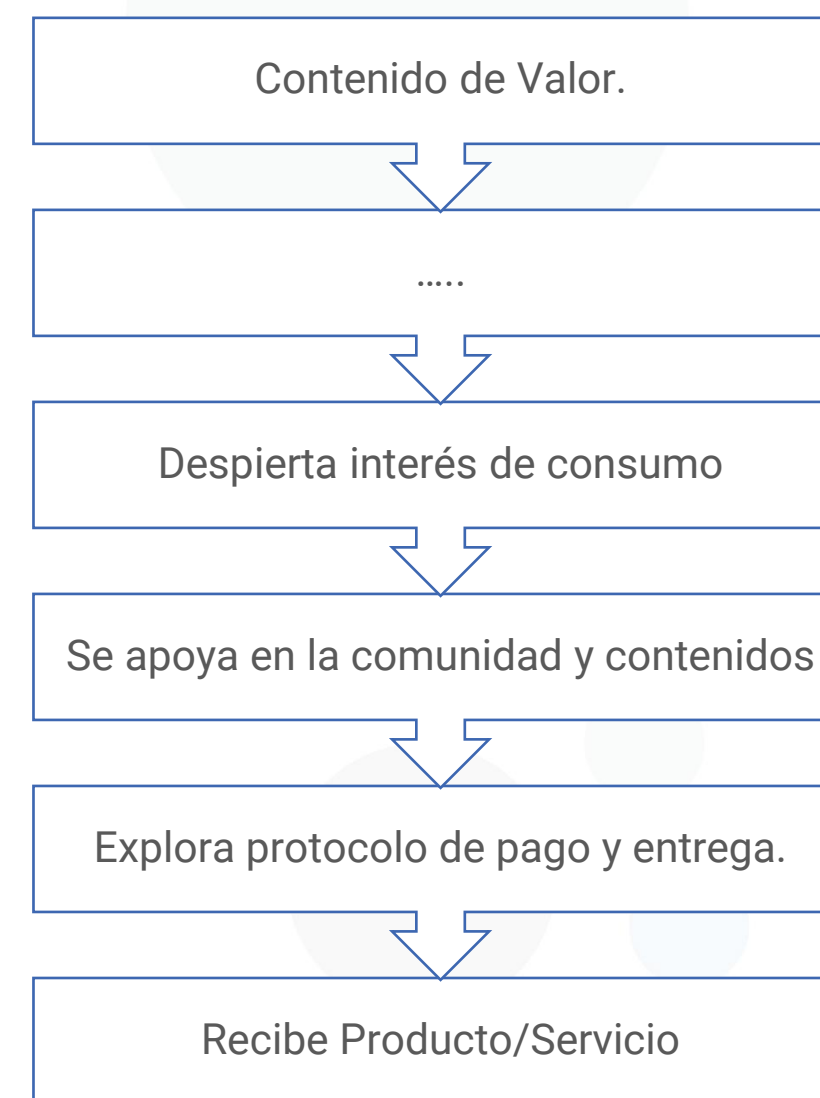 Contenido de Valor.
.....
Despierta interés de consumo
Se apoya en la comunidad y contenidos
Explora protocolo de pago y entrega.
Recibe Producto/Servicio